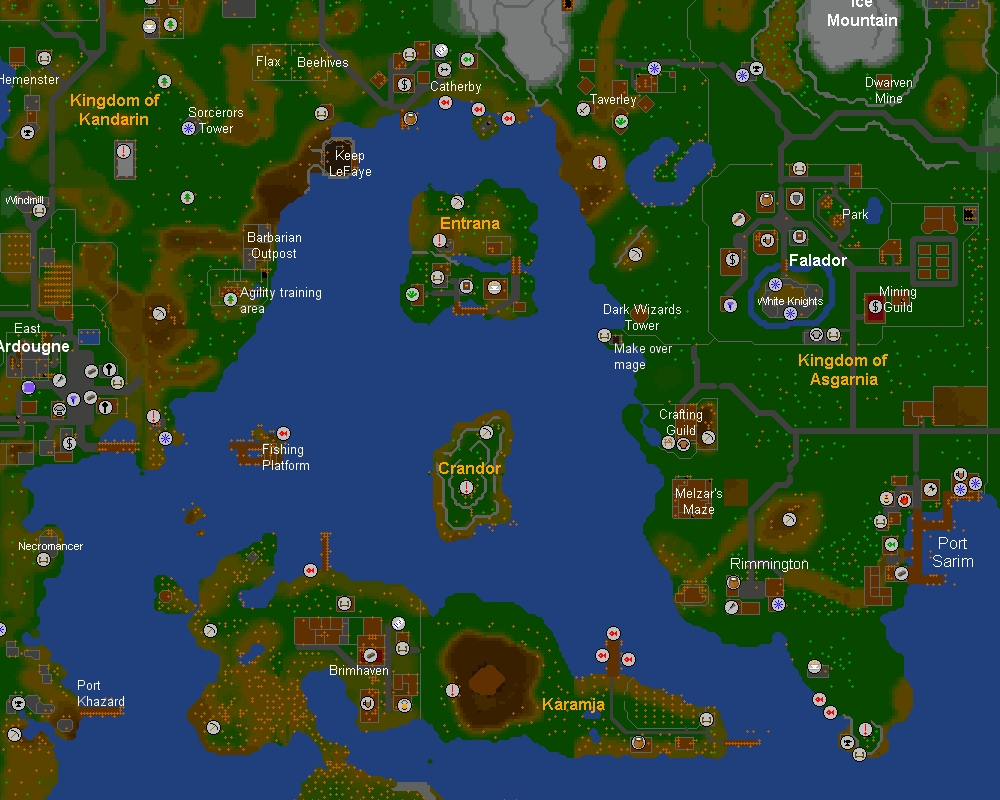 Ice
Mountain
Flax
Beehives
Hemenster
Catherby
Kingdom of
Kandarin
Sorcerors
Tower
Taverley
Dwarven
Mine
Keep
LeFaye
Windmill
Entrana
Park
Barbarian
Outpost
Falador
Agility training
area
White Knights
Mining
Guild
Dark Wizards
Tower
East
Ardougne
Make over
mage
Kingdom of
Asgarnia
Crafting
Guild
Fishing
Platform
Crandor
Melzar's
Maze
Necromancer
Port
Sarim
Rimmington
Brimhaven
Port
Khazard
Karamja